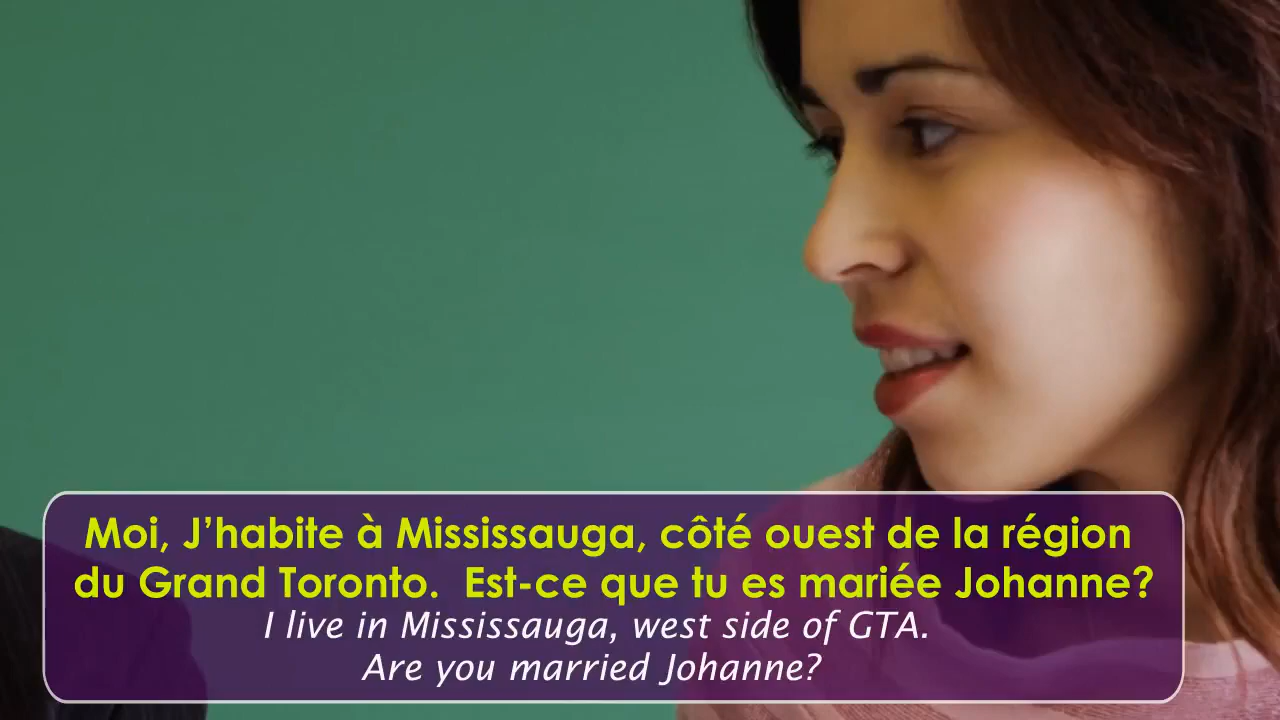 Moi, J’habite à Mississauga, côté ouest de la région
du Grand Toronto.  Est-ce que tu es mariée Johanne?
I live in Mississauga, west side of GTA.
Are you married Johanne?